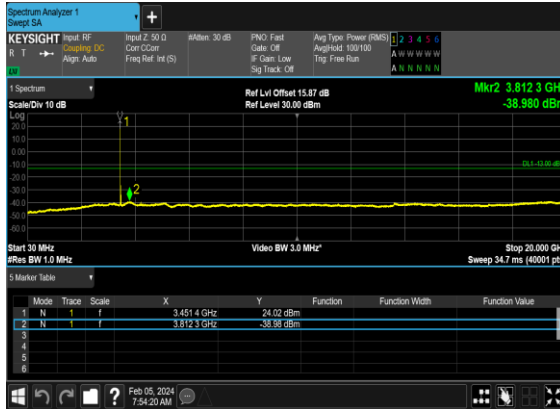 Spectrum Analyzer 1
Swept SA
+
KEYSIGHT Input: RF Input Z: 50 Ω #Atten: 30 dB PNO: Fast Avg Type: Power (RMS) 1 2 3 4 5 6
R T Coupling: DC Corr CCorr Gate: Off Avg|Hold: 100/100 A W W W W W
Align: Auto Freq Ref: Int (S) IF Gain: Low Trig: Free Run
LU Sig Track: Off A N N N N N
1 Spectrum Ref Lvl Offset 15.87 dB Mkr2 3.812 3 GH
Scale/Div 10 dB Ref Level 30.00 dBm -38.980 dB
Log
1
20.0
10.0
0.00
-10.0 DL1 -13.00 dB
-20.0
-30.0 2
-40.0
-50.0
-60.0
Start 30 MHz Video BW 3.0 MHz* Stop 20.000 GH
#Res BW 1.0 MHz Sweep 34.7 ms (40001 pt
5 Marker Table
Mode Trace Scale X Y Function Function Width Function Value
1 N 1 f 3.451 4 GHz 24.02 dBm
2 N 1 f 3.812 3 GHz -38.98 dBm
3
4
5
6
? Feb 05, 2024
7:54:20 AM